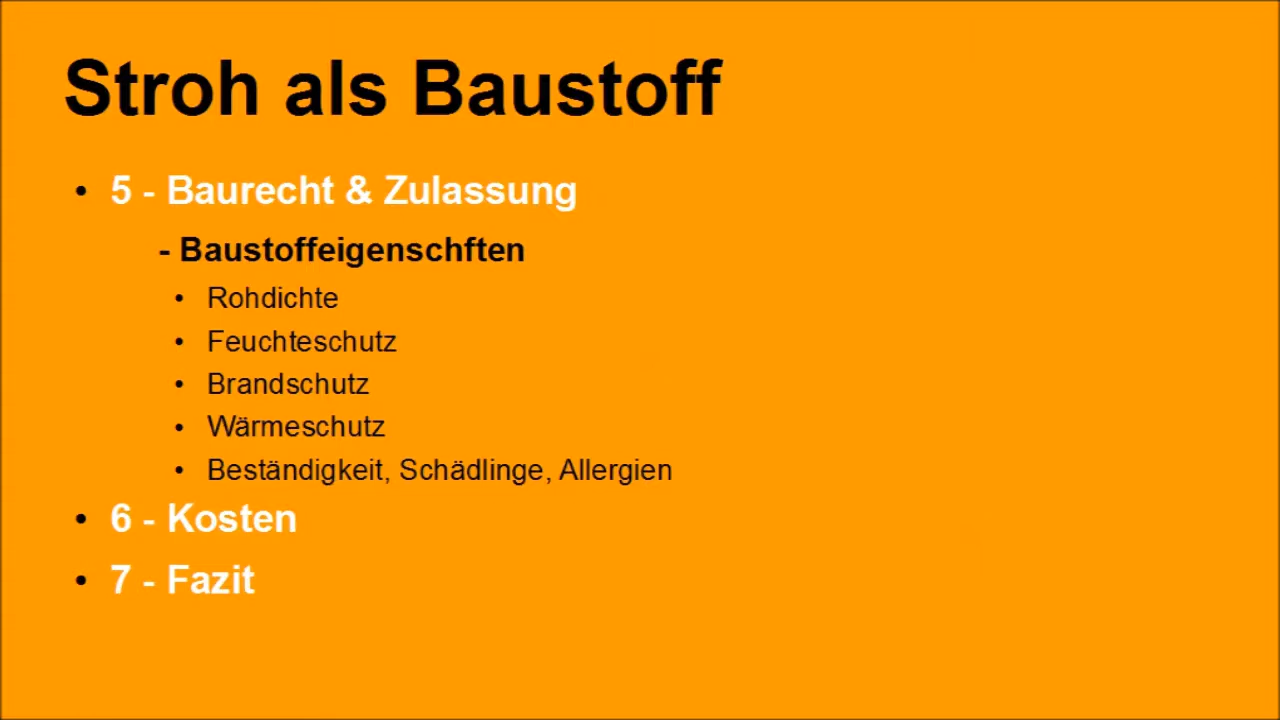 Stroh als Baustoff
• 5 - Baurecht & Zulassung
- Baustoffeigenschften
• Rohdichte
• Feuchteschutz
• Brandschutz
• Wärmeschutz
• Beständigkeit, Schädlinge, Allergien
• 6 - Kosten
• 7 - Fazit